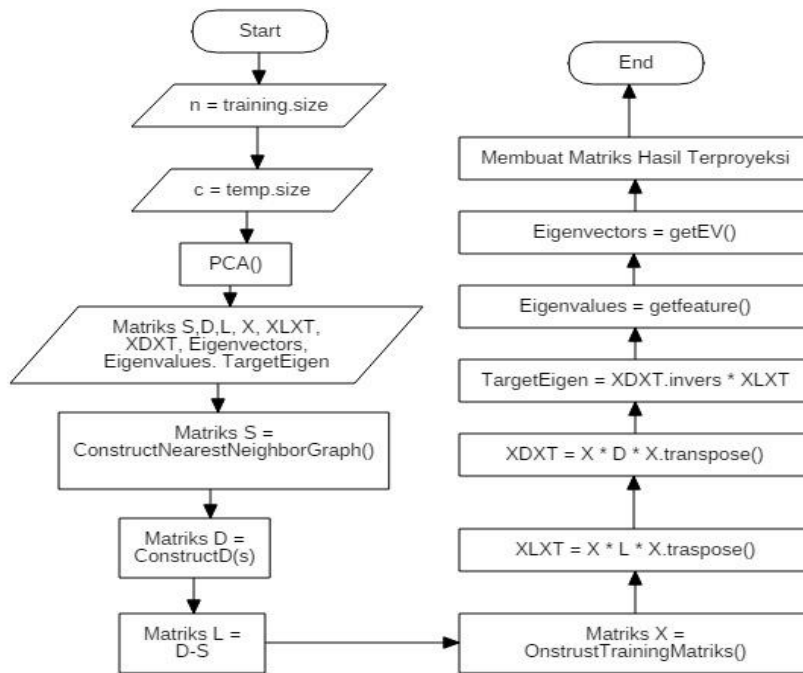 Start
n = training.size
c = temp.size
PCA()
Matriks S,D,L, X, XLXT,
XDXT, Eigenvectors,
Eigenvalues. TargetEigen
Matriks S =
ConstructNearestNeighborGraph()
Matriks D =
ConstructD(s)
Matriks L =
D-S
Matriks X =
OnstrustTrainingMatriks()
XLXT = X * L * X.traspose()
XDXT = X * D * X.transpose()
TargetEigen = XDXT.invers * XLXT
Eigenvalues = getfeature()
Eigenvectors = getEV()
Membuat Matriks Hasil Terproyeksi
End